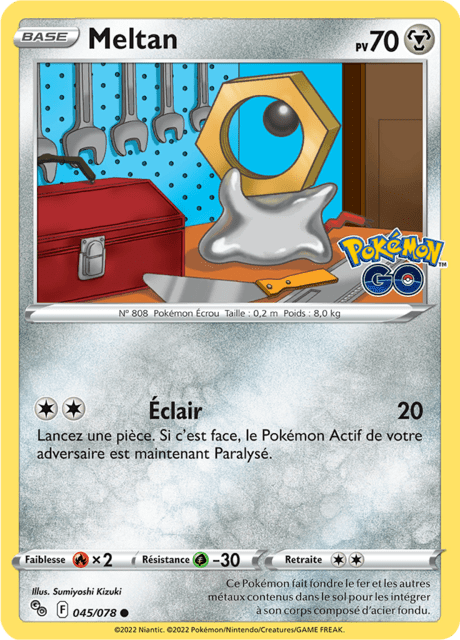 BASE
Meltan
PV 70
POKÉMON GO™
N° 808 Pokémon Écrou Taille : 0,2 m Poids : 8,0 kg
Éclair 20
Lancez une pièce. Si c'est face, le Pokémon Actif de votre
adversaire est maintenant Paralysé.
Faiblesse ×2 Résistance -30 Retraite
Illus. Sumiyoshi Kizuki
F 045/078
Ce Pokémon fait fondre le fer et les autres
métaux contenus dans le sol pour les intégrer
à son corps composé d'acier fondu.
©2022 Niantic. ©2022 Pokémon/Nintendo/Creatures/GAME FREAK.